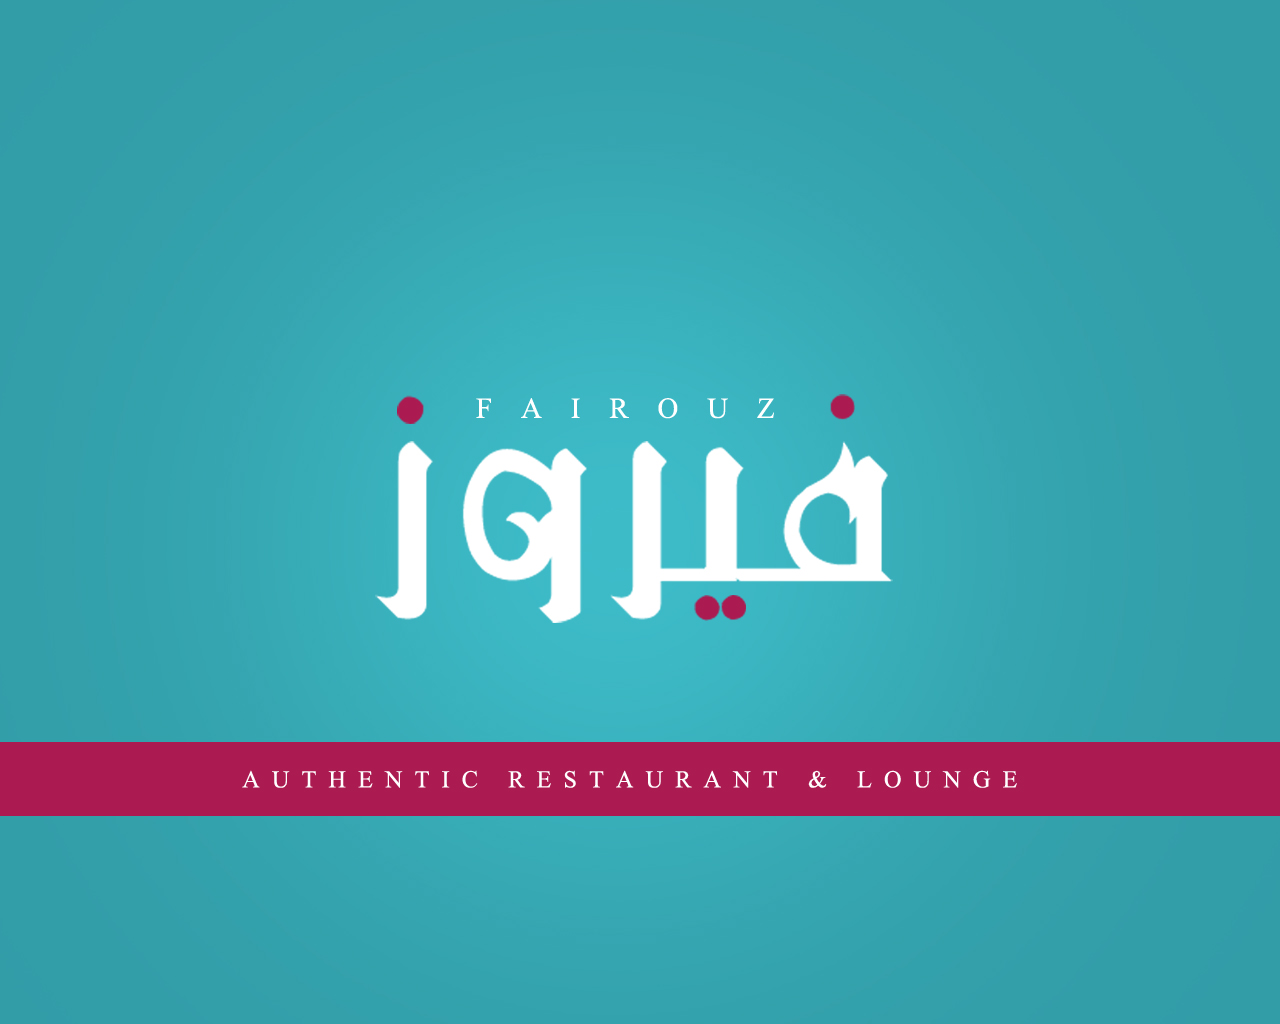 FAIROUZ
فيروز
AUTHENTIC RESTAURANT & LOUNGE